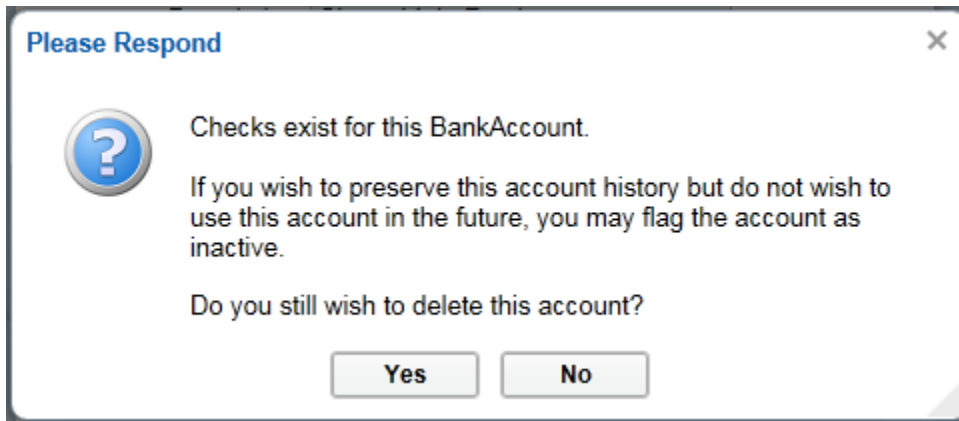 Please Respond
Checks exist for this BankAccount.
If you wish to preserve this account history but do not wish to
use this account in the future, you may flag the account as
inactive.
Do you still wish to delete this account?
Yes
No